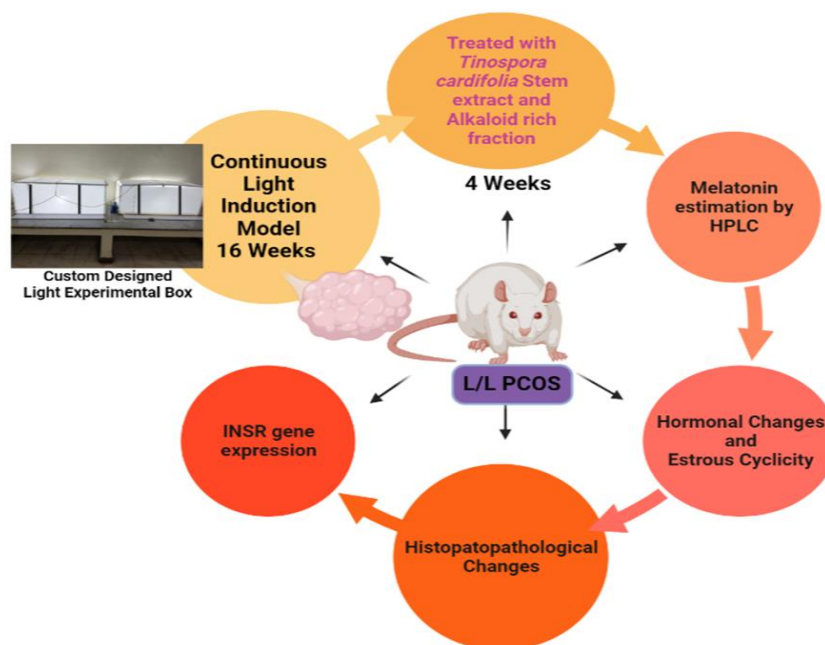 Treated with
Tinospora
cardifolia Stem
extract and
Alkaloid rich
fraction
4 Weeks
Continuous
Light
Induction
Model
16 Weeks
Custom Designed
Light Experimental Box
Melatonin
estimation by
HPLC
L/L PCOS
INSR gene
expression
Hormonal Changes
and
Estrous Cyclicity
Histopatopathological
Changes